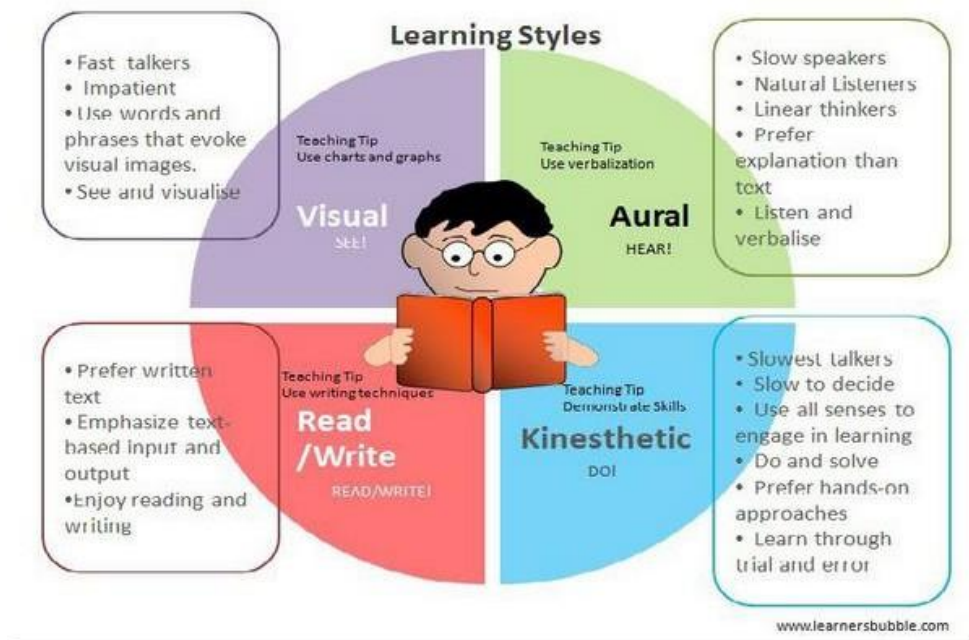 Learning Styles
• Fast talkers
• Impatient
• Use words and
phrases that evoke
visual images.
• See and visualise
Teaching Tip
Use charts and graphs
Visual
SEE!
Teaching Tip
Use verbalization
Aural
HEAR!
• Slow speakers
• Natural Listeners
• Linear thinkers
• Prefer
explanation than
text
• Listen and
verbalise
• Prefer written
text
• Emphasize text-
based input and
output
•Enjoy reading and
writing
Teaching Tip
Use writing techniques
Read
/Write
READ/WRITE!
Teaching Tip
Demonstrate Skills
Kinesthetic
DO!
• Slowest talkers
• Slow to decide
• Use all senses to
engage in learning
• Do and solve
• Prefer hands-on
approaches
• Learn through
trial and error
www.learnersbubble.com